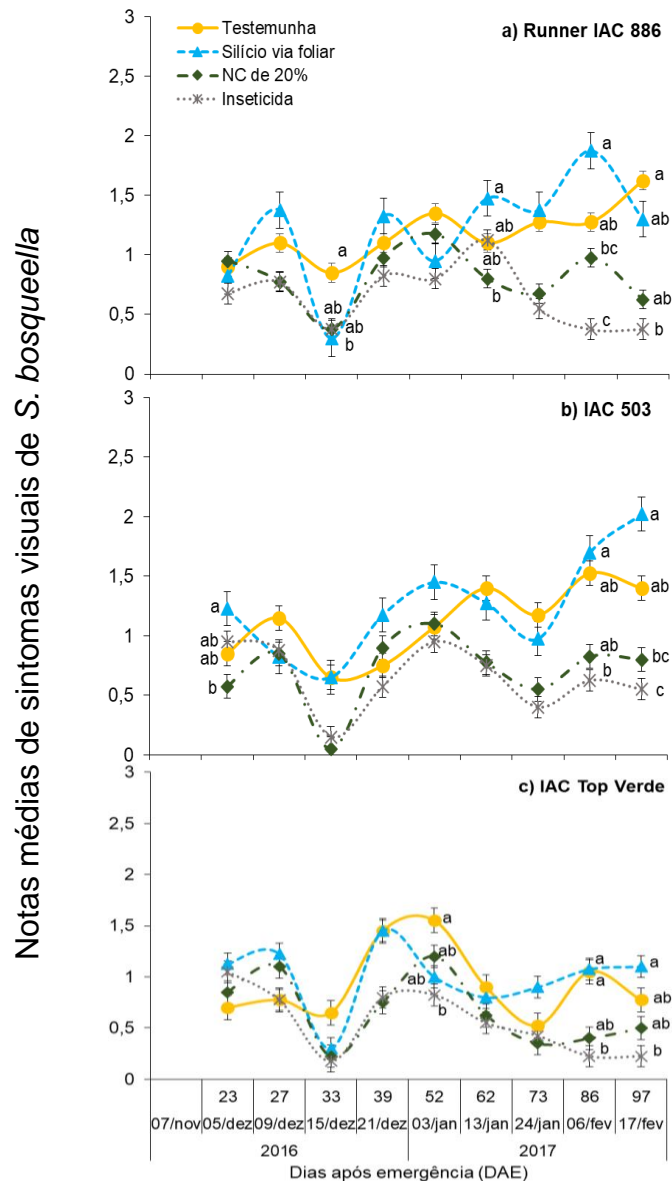 Notas médias de sintomas visuais de S. bosqueella
3
a) Runner IAC 886
Testemunha
Silício via foliar
NC de 20%
Inseticida
2,5
2
a
a
a
1,5
ab
ab
ab
a
ab
bc
1
b
ab
ab
0,5
ab
c
b
b
0
3
b) IAC 503
2,5
2
a
a
1,5
ab
ab
a
1
ab
ab
ab
bc
b
b
0,5
c
0
3
c) IAC Top Verde
2,5
2
a
1,5
ab
a
a
1
ab
a
ab
b
0,5
ab
ab
b
b
0
23 27 33 39 52 62 73 86 97
07/nov 05/dez 09/dez 15/dez 21/dez 03/jan 13/jan 24/jan 06/fev 17/fev
2016 2017
Dias após emergência (DAE)